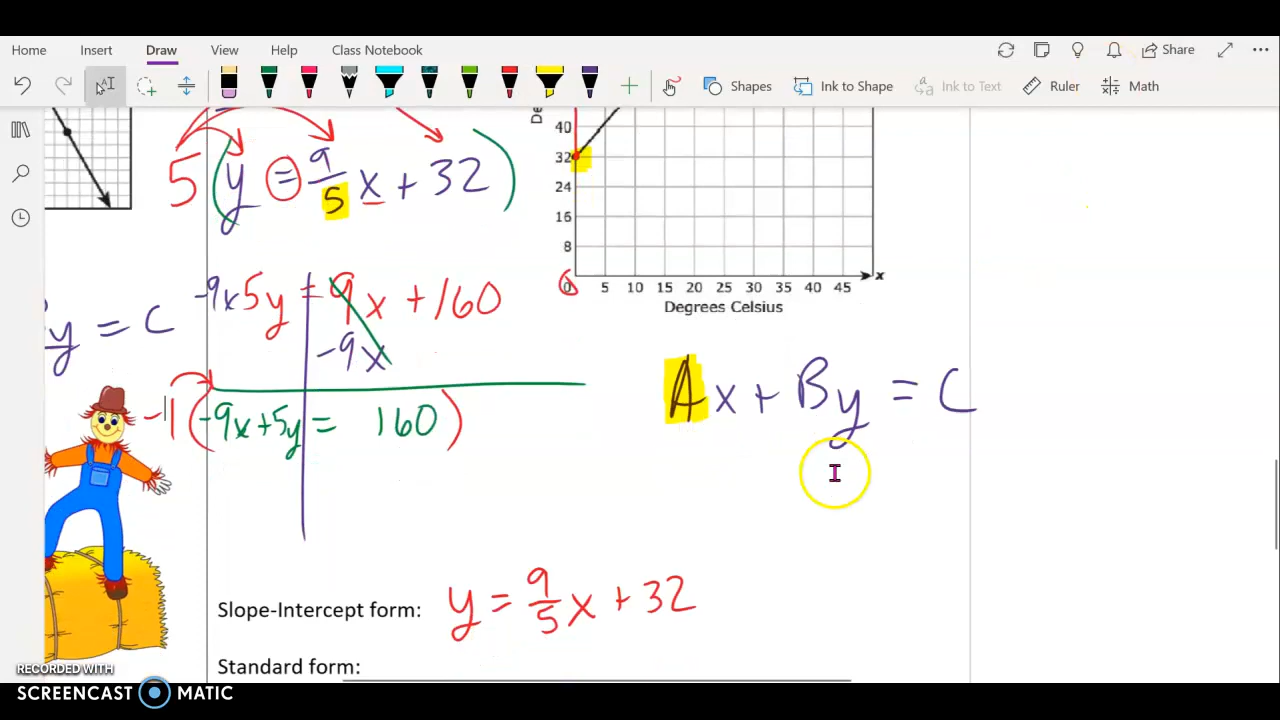 Home Insert Draw View Help Class Notebook Share
Shapes Ink to Shape Ink to Text Ruler Math
5 (y = 9/5 x + 32)
-9x 5y = 9x + 160
-9x
-1 (-9x + 5y = 160)
y = C
40
32
24
16
8
0 5 10 15 20 25 30 35 40 45 x
Degrees Celsius
De
Ax + By = C
Slope-Intercept form: y = 9/5 x + 32
Standard form:
RECORDED WITH
SCREENCAST MATIC